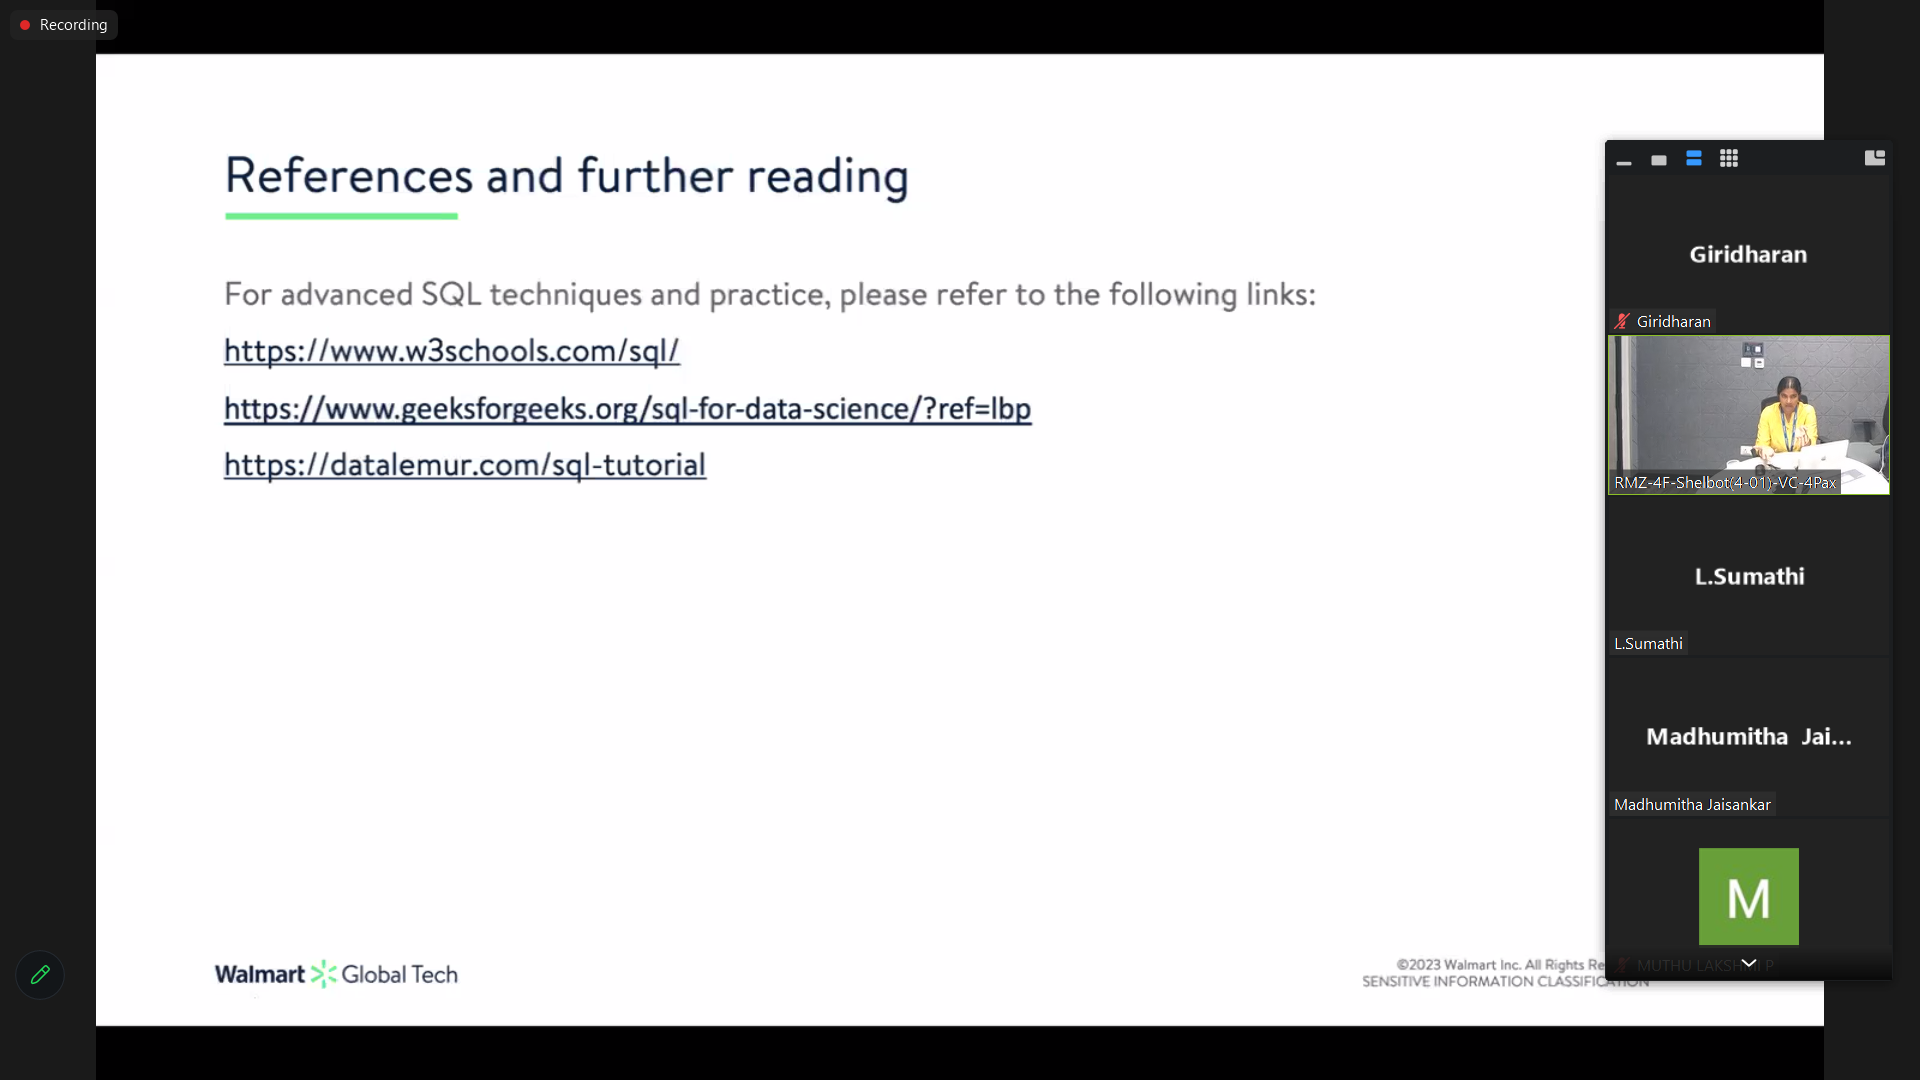 Recording
References and further reading
For advanced SQL techniques and practice, please refer to the following links:
https://www.w3schools.com/sql/
https://www.geeksforgeeks.org/sql-for-data-science/?ref=lbp
https://datalemur.com/sql-tutorial
Walmart Global Tech
©2023 Walmart Inc. All Rights Re
SENSITIVE INFORMATION CLASSIFICATION
Giridharan
Giridharan
RMZ-4F-Shelbot(4-01)-VC-4Pax
L.Sumathi
L.Sumathi
Madhumitha Jai...
Madhumitha Jaisankar
M
MUTHU LAKSHMI P